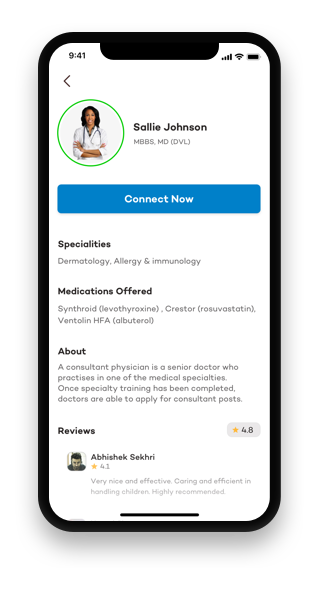 9:41
Sallie Johnson
MBBS, MD (DVL)
Connect Now
Specialities
Dermatology, Allergy & immunology
Medications Offered
Synthroid (levothyroxine) , Crestor (rosuvastatin),
Ventolin HFA (albuterol)
About
A consultant physician is a senior doctor who
practises in one of the medical specialties.
Once specialty training has been completed,
doctors are able to apply for consultant posts.
Reviews
4.8
Abhishek Sekhri
4.1
Very nice and effective. Caring and efficient in
handling children. Highly recommended.